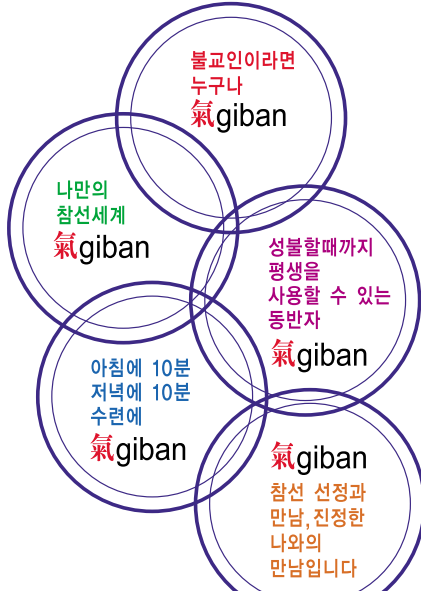 불교인이라면
누구나
氣giban
나만의
참선세계
氣giban
성불할때까지
평생을
사용할 수 있는
동반자
氣giban
아침에 10분
저녁에 10분
수련에
氣giban
氣giban
참선 선정과
만남,진정한
나와의
만남입니다